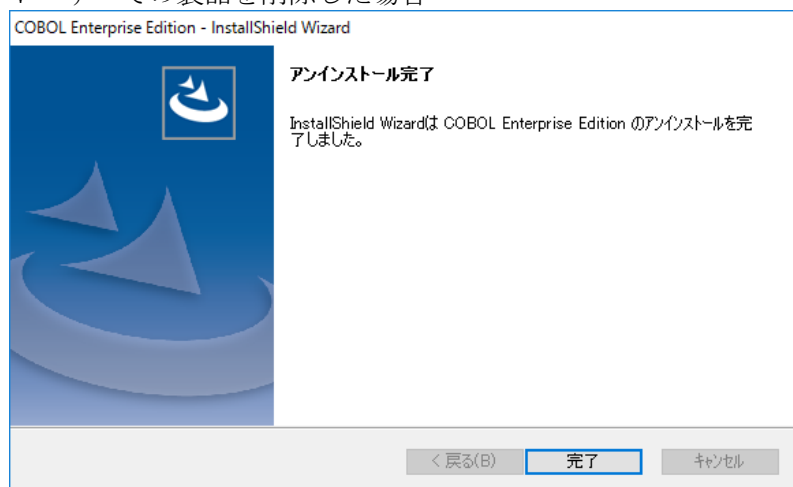 COBOL Enterprise Edition - InstallShield Wizard
アンインストール完了
InstallShield Wizardは COBOL Enterprise Edition のアンインストールを完
了しました。
< 戻る(B)
完了
キャンセル